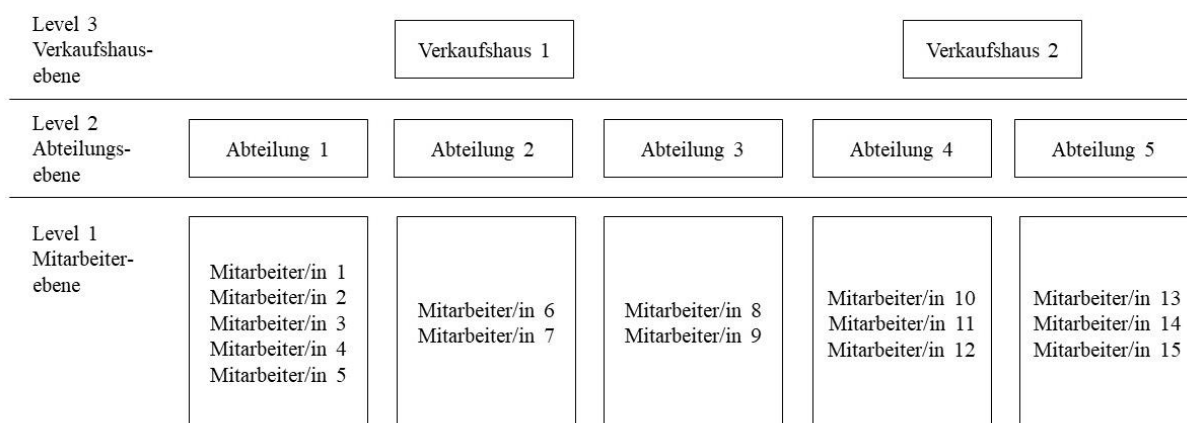 Level 3
Verkaufshaus-
ebene
Verkaufshaus 1
Verkaufshaus 2
Level 2
Abteilungs-
ebene
Abteilung 1
Abteilung 2
Abteilung 3
Abteilung 4
Abteilung 5
Level 1
Mitarbeiter-
ebene
Mitarbeiter/in 1
Mitarbeiter/in 2
Mitarbeiter/in 3
Mitarbeiter/in 4
Mitarbeiter/in 5
Mitarbeiter/in 6
Mitarbeiter/in 7
Mitarbeiter/in 8
Mitarbeiter/in 9
Mitarbeiter/in 10
Mitarbeiter/in 11
Mitarbeiter/in 12
Mitarbeiter/in 13
Mitarbeiter/in 14
Mitarbeiter/in 15